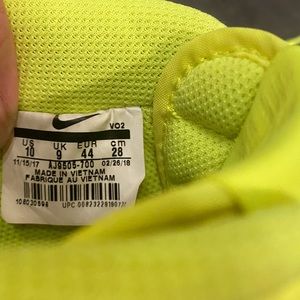 VO2
US UK EUR cm
10 9 44 28
11/15/17 AJ9505-700 02/26/18
MADE IN VIETNAM
FABRIQUE AU VIETNAM
UPC